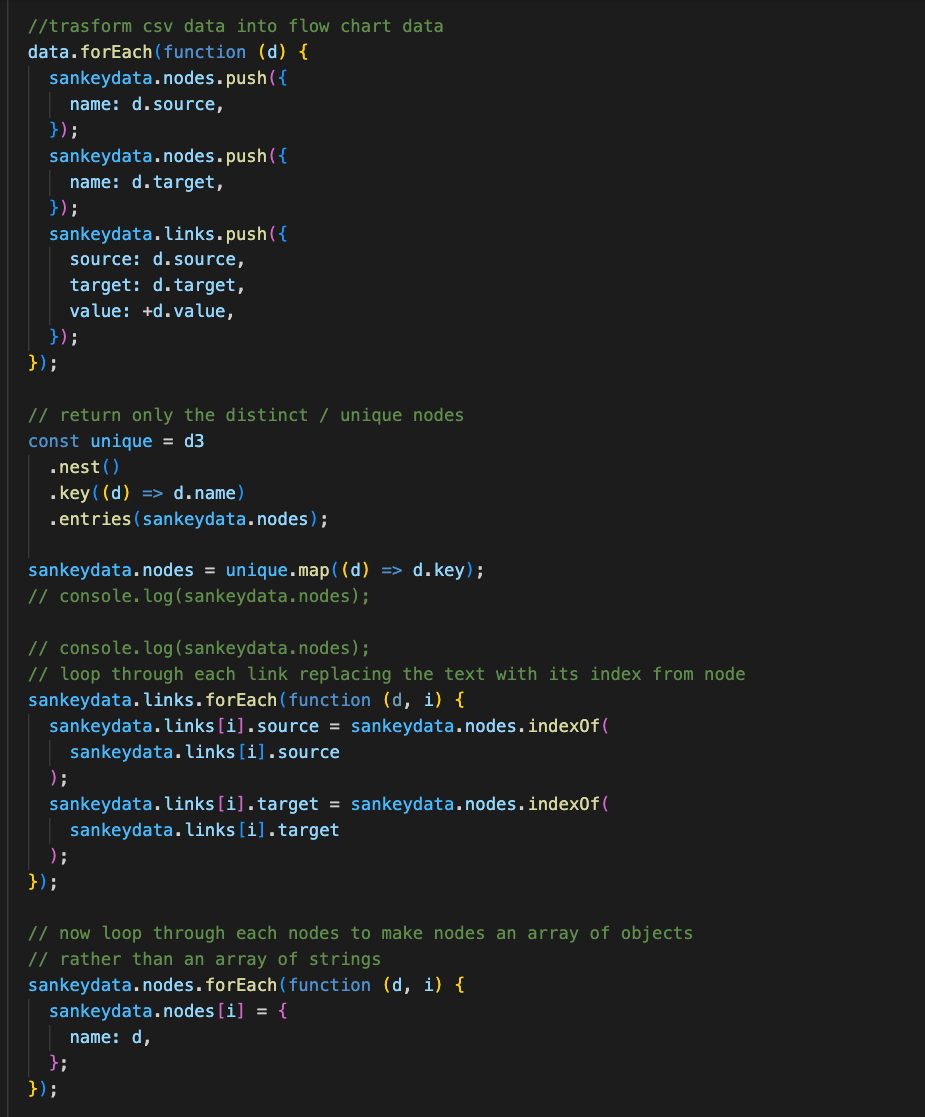 //trasform csv data into flow chart data
data.forEach(function (d) {
  sankeydata.nodes.push({
    name: d.source,
  });
  sankeydata.nodes.push({
    name: d.target,
  });
  sankeydata.links.push({
    source: d.source,
    target: d.target,
    value: +d.value,
  });
});

// return only the distinct / unique nodes
const unique = d3
  .nest()
  .key((d) => d.name)
  .entries(sankeydata.nodes);

sankeydata.nodes = unique.map((d) => d.key);
// console.log(sankeydata.nodes);

// console.log(sankeydata.nodes);
// loop through each link replacing the text with its index from node
sankeydata.links.forEach(function (d, i) {
  sankeydata.links[i].source = sankeydata.nodes.indexOf(
    sankeydata.links[i].source
  );
  sankeydata.links[i].target = sankeydata.nodes.indexOf(
    sankeydata.links[i].target
  );
});

// now loop through each nodes to make nodes an array of objects
// rather than an array of strings
sankeydata.nodes.forEach(function (d, i) {
  sankeydata.nodes[i] = {
    name: d,
  };
});